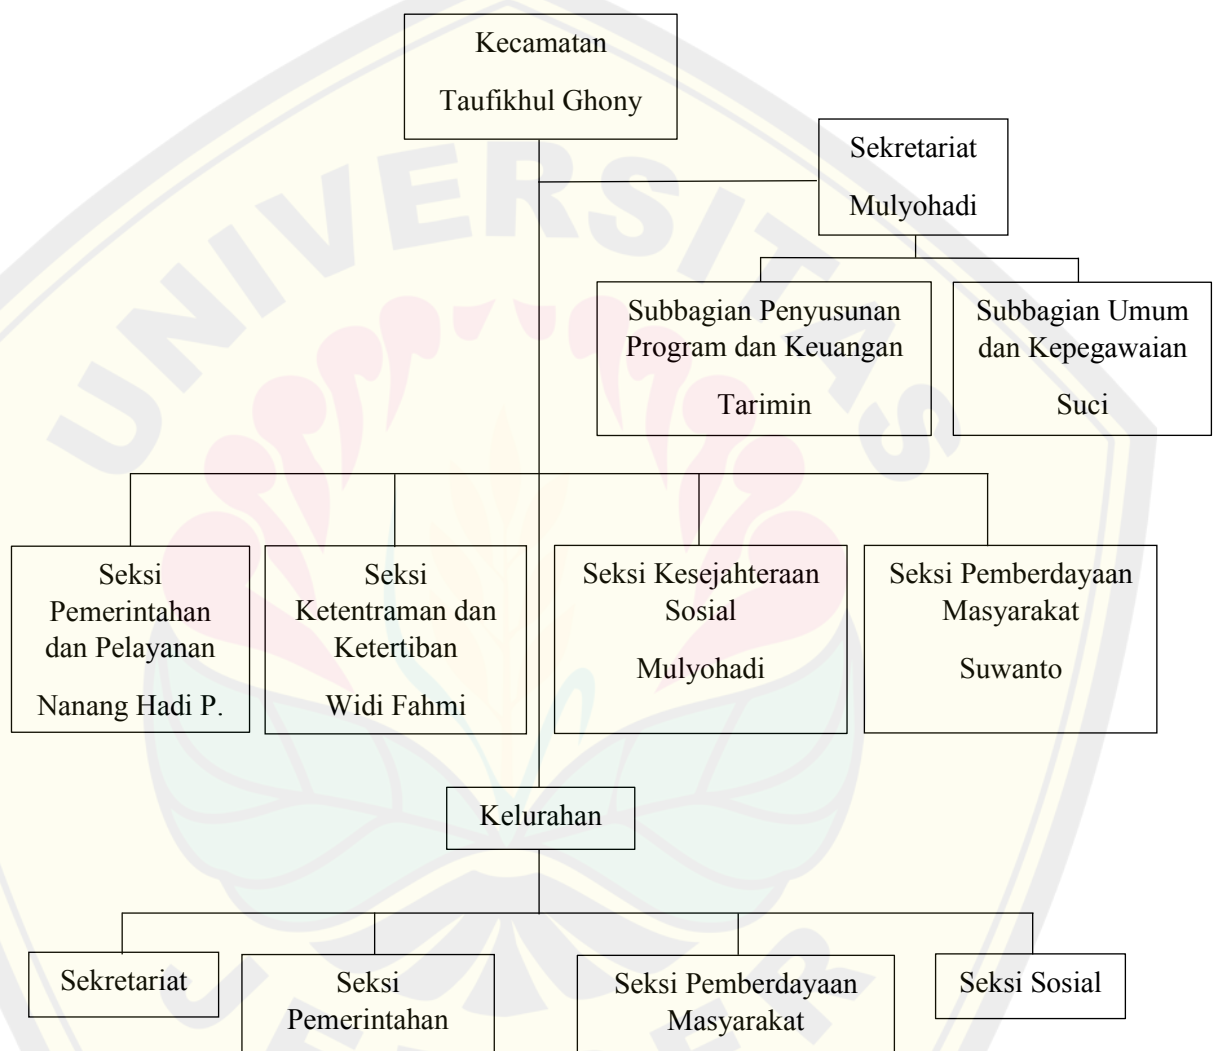 Kecamatan
Taufikhul Ghony
Sekretariat
Mulyohadi
Subbagian Penyusunan
Program dan Keuangan
Tarimin
Subbagian Umum
dan Kepegawaian
Suci
Seksi
Pemerintahan
dan Pelayanan
Nanang Hadi P.
Seksi
Ketentraman dan
Ketertiban
Widi Fahmi
Seksi Kesejahteraan
Sosial
Mulyohadi
Seksi Pemberdayaan
Masyarakat
Suwanto
Kelurahan
Sekretariat
Seksi
Pemerintahan
Seksi Pemberdayaan
Masyarakat
Seksi Sosial
UNIVERSITAS